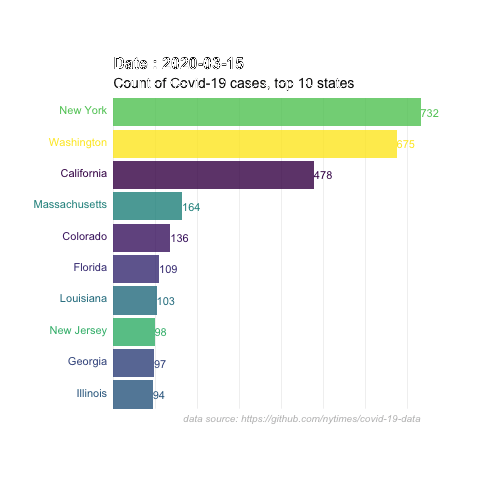 Date : 2020-03-15
Count of Covid-19 cases, top 10 states
New York 732
Washington 675
California 478
Massachusetts 164
Colorado 136
Florida 109
Louisiana 103
New Jersey 98
Georgia 97
Illinois 94
data source: https://github.com/nytimes/covid-19-data